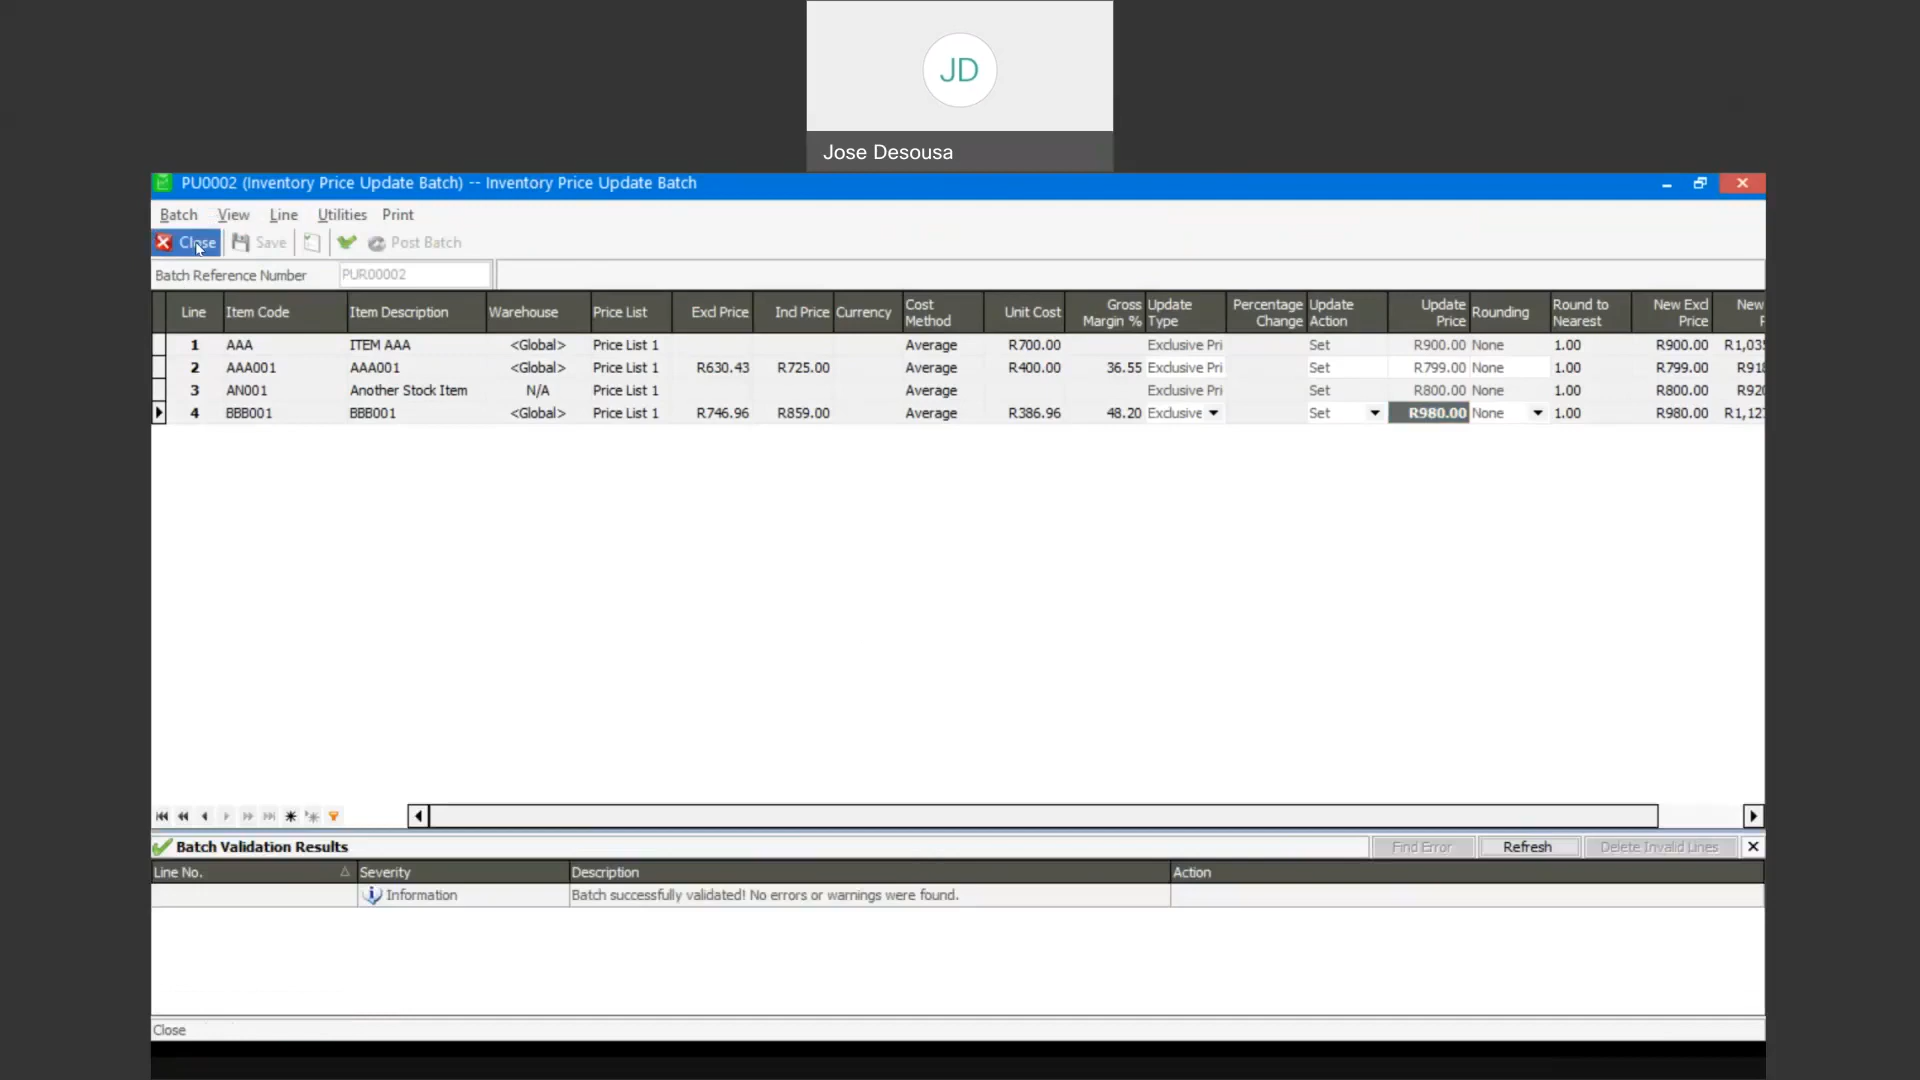 JD
Jose Desousa
PU0002 (Inventory Price Update Batch) -- Inventory Price Update Batch
Batch View Line Utilities Print
Close Save Post Batch
Batch Reference Number PUR00002
Line Item Code Item Description Warehouse Price List Excl Price Incl Price Currency Cost Method Unit Cost Gross Margin % Update Type Percentage Change Update Action Update Price Rounding Round to Nearest New Excl Price New
1 AAA ITEM AAA <Global> Price List 1 Average R700.00 Exclusive Pri Set R900.00 None 1.00 R900.00 R1,03
2 AAA001 AAA001 <Global> Price List 1 R630.43 R725.00 Average R400.00 36.55 Exclusive Pri Set R799.00 None 1.00 R799.00 R91
3 AN001 Another Stock Item N/A Price List 1 Average Exclusive Pri Set R800.00 None 1.00 R800.00 R92
4 BBB001 BBB001 <Global> Price List 1 R746.96 R859.00 Average R386.96 48.20 Exclusive Set R980.00 None 1.00 R980.00 R1,12
Batch Validation Results Find Error Refresh Delete Invalid Lines
Line No. Severity Description Action
Information Batch successfully validated! No errors or warnings were found.
Close